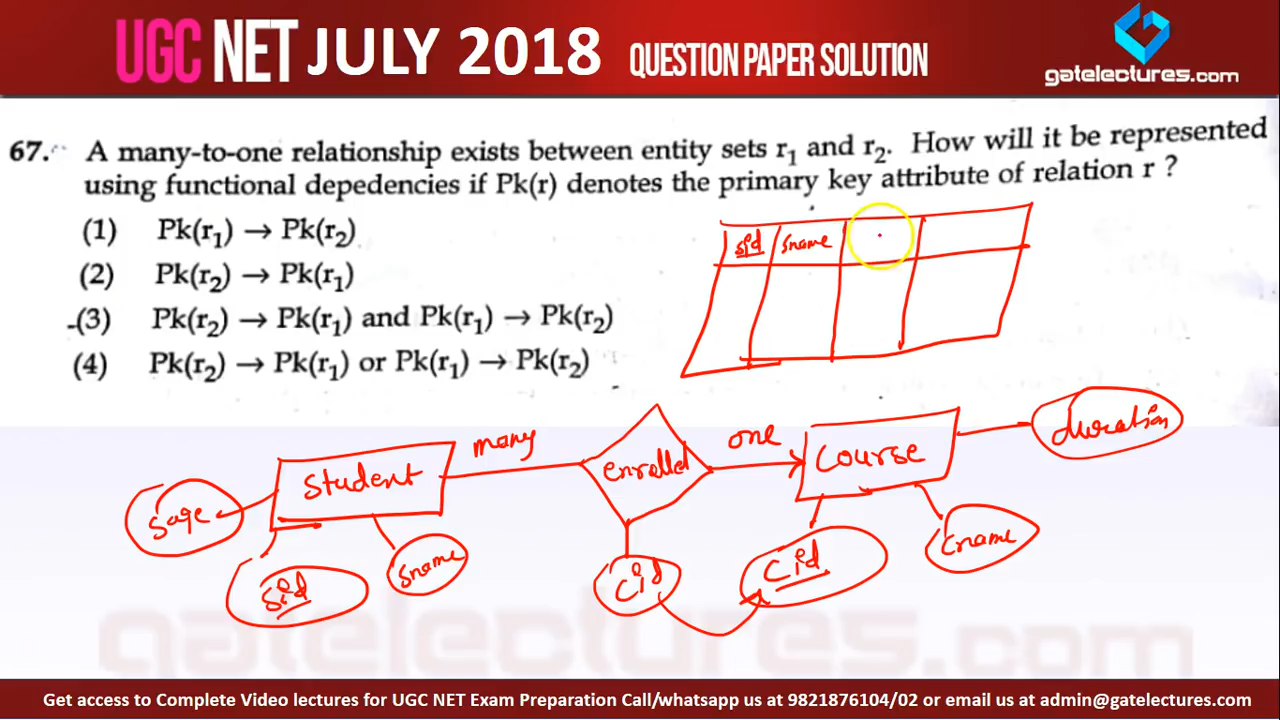 UGC NET JULY 2018 QUESTION PAPER SOLUTION
gatelectures.com
67. A many-to-one relationship exists between entity sets r₁ and r₂. How will it be represented
using functional depedencies if Pk(r) denotes the primary key attribute of relation r ?
(1) Pk(r₁) → Pk(r₂)
(2) Pk(r₂) → Pk(r₁)
(3) Pk(r₂) → Pk(r₁) and Pk(r₁) → Pk(r₂)
(4) Pk(r₂) → Pk(r₁) or Pk(r₁) → Pk(r₂)
sid sname
many one
Student enrolled Course duration
sage sid sname cid cid cname
gatelectures.com
Get access to Complete Video lectures for UGC NET Exam Preparation Call/whatsapp us at 9821876104/02 or email us at admin@gatelectures.com